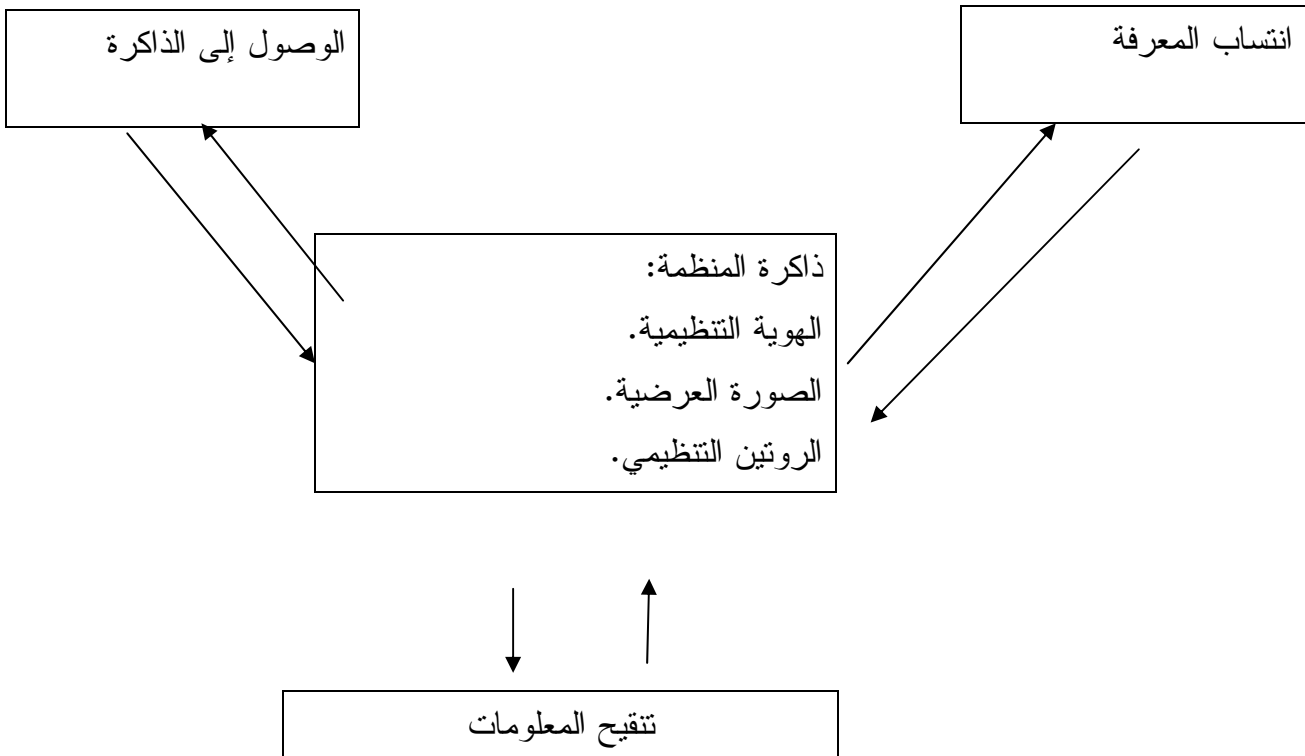 انتساب المعرفة
الوصول إلى الذاكرة
ذاكرة المنظمة:
الهوية التنظيمية.
الصورة العرضية.
الروتين التنظيمي.
تنقيح المعلومات